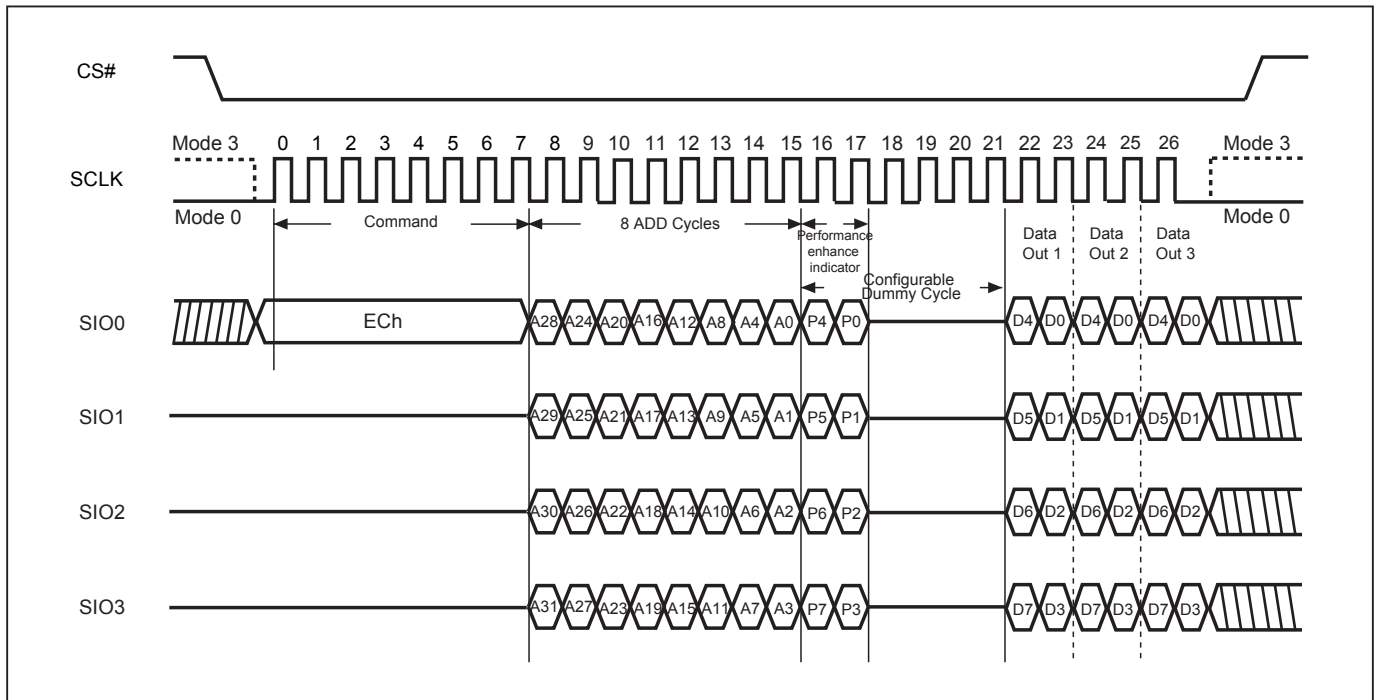 CS#
0 1 2 3 4 5 6 7 8 9 10 11 12 13 14 15 16 17 18 19 20 21 22 23 24 25 26
Mode 3
Mode 3
SCLK
Mode 0
Mode 0
Command
8 ADD Cycles
Performance
enhance
indicator
Data
Out 1
Data
Out 2
Data
Out 3
Configurable
Dummy Cycle
SIO0
ECh
A28 A24 A20 A16 A12 A8 A4 A0 P4 P0 D4 D0 D4 D0 D4 D0
SIO1
A29 A25 A21 A17 A13 A9 A5 A1 P5 P1 D5 D1 D5 D1 D5 D1
SIO2
A30 A26 A22 A18 A14 A10 A6 A2 P6 P2 D6 D2 D6 D2 D6 D2
SIO3
A31 A27 A23 A19 A15 A11 A7 A3 P7 P3 D7 D3 D7 D3 D7 D3